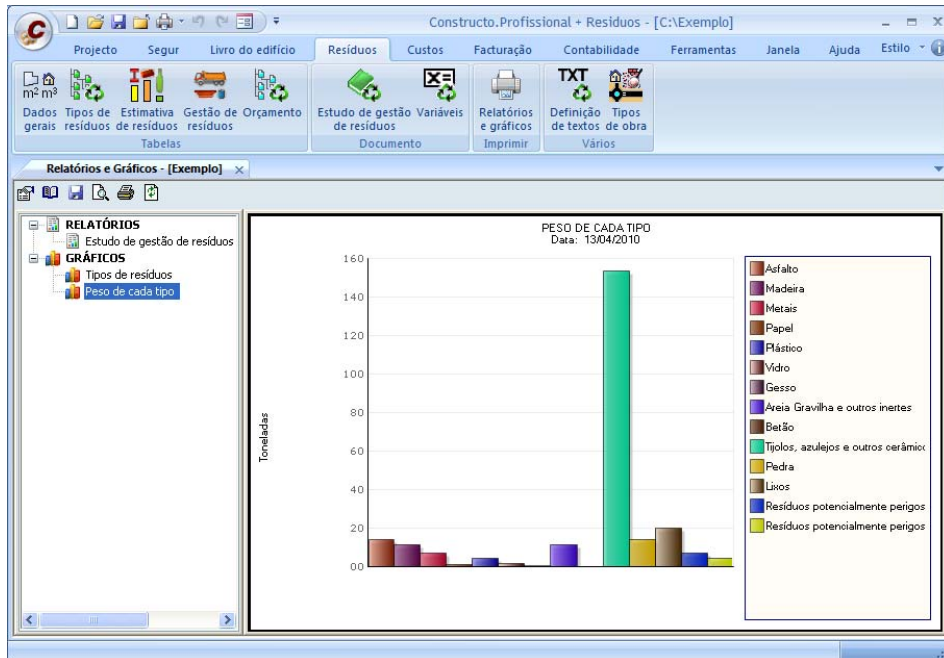 Constructo.Profissional + Residuos - [C:\Exemplo]
Projecto Segur Livro do edifício Resíduos Custos Facturação Contabilidade Ferramentas Janela Ajuda Estilo
m² m³ TXT
Dados Tipos de Estimativa Gestão de Orçamento Estudo de gestão Variáveis Relatórios Definição Tipos
gerais resíduos de resíduos resíduos de resíduos e gráficos de textos de obra
Tabelas Documento Imprimir Vários
Relatórios e Gráficos - [Exemplo]
RELATÓRIOS
Estudo de gestão de resíduos
GRÁFICOS
Tipos de resíduos
Peso de cada tipo
PESO DE CADA TIPO
Data: 13/04/2010
Toneladas
160
140
120
100
80
60
40
20
00
Asfalto
Madeira
Metais
Papel
Plástico
Vidro
Gesso
Areia Gravilha e outros inertes
Betão
Tijolos, azulejos e outros cerâmico
Pedra
Lixos
Resíduos potencialmente perigos
Resíduos potencialmente perigos